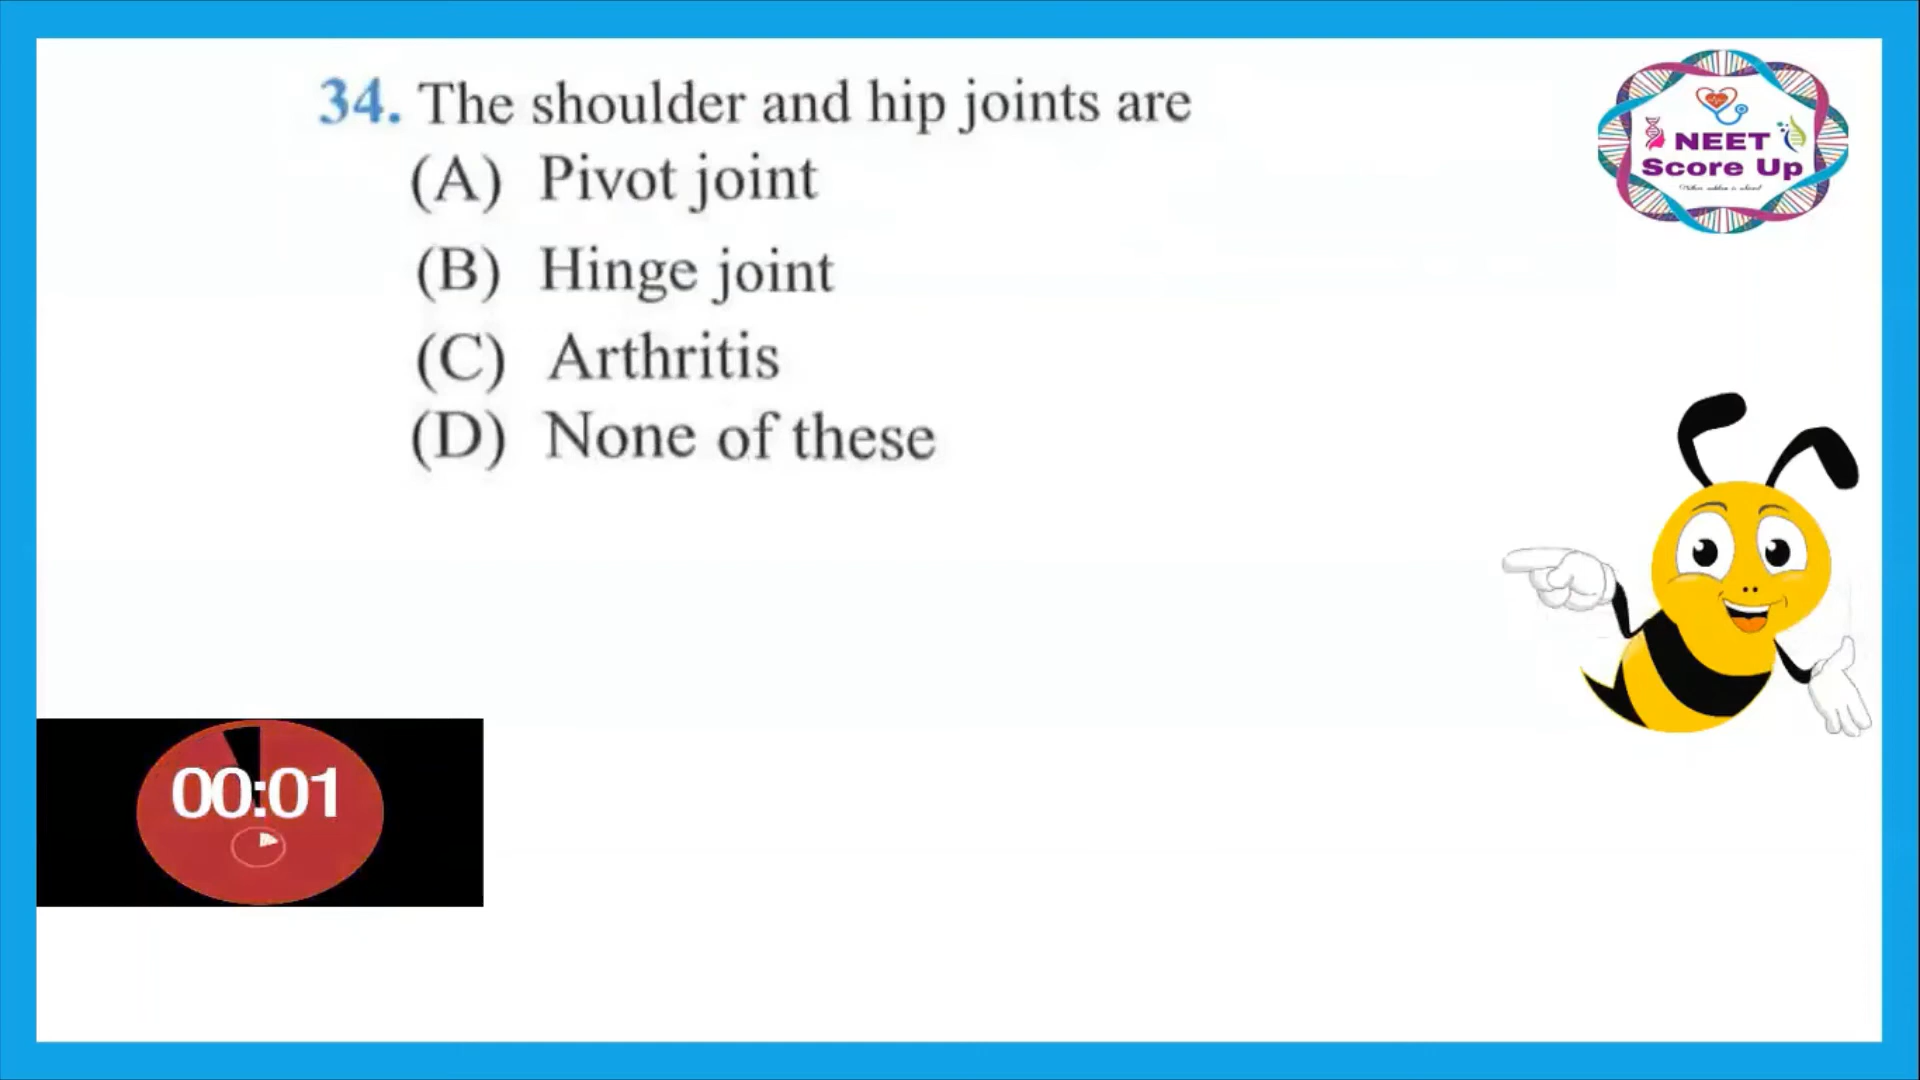 34. The shoulder and hip joints are
(A) Pivot joint
(B) Hinge joint
(C) Arthritis
(D) None of these
NEET
Score Up
00:01